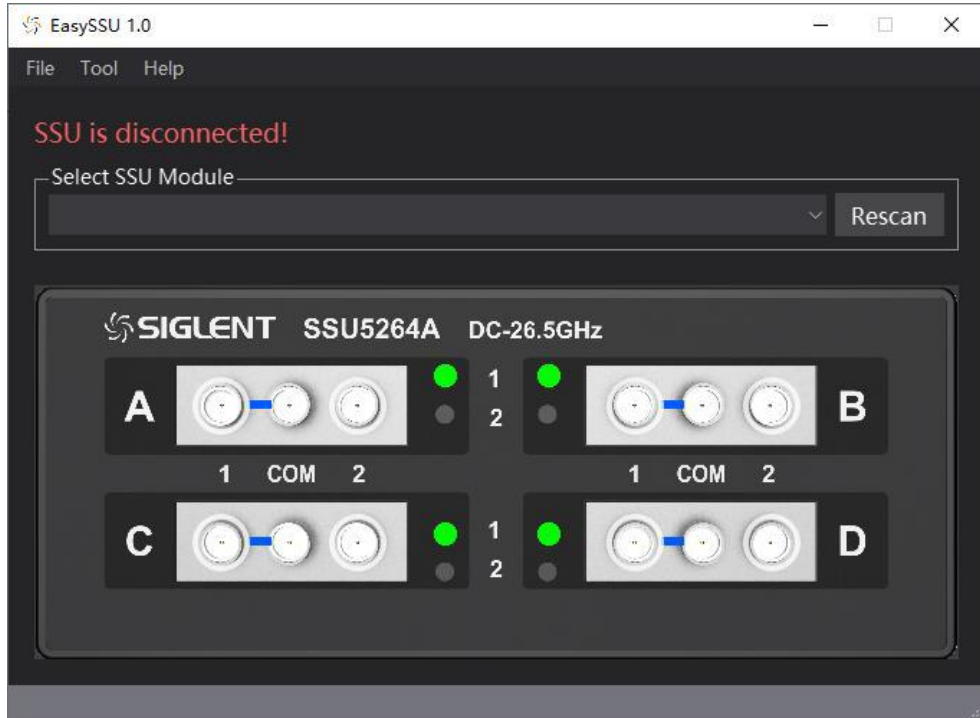 EasySSU 1.0
File Tool Help
SSU is disconnected!
Select SSU Module
Rescan
SIGLENT SSU5264A DC-26.5GHz
A 1 B
2
1 COM 2 1 COM 2
C 1 D
2